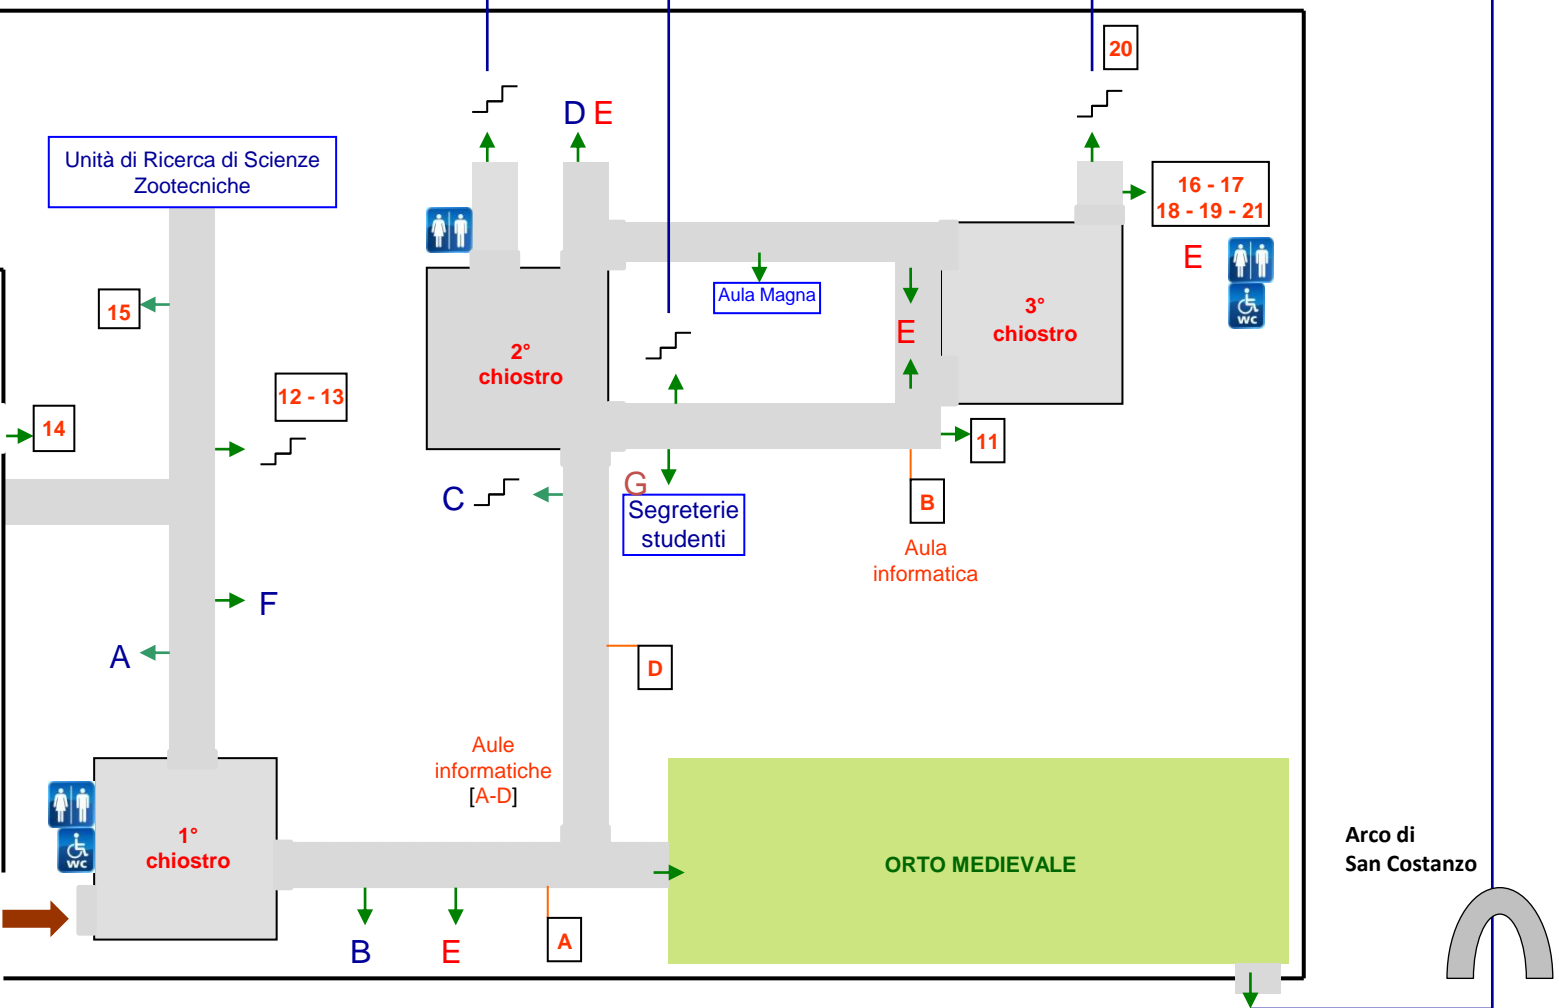 20
D E
Unità di Ricerca di Scienze
Zootecniche
16 - 17
18 - 19 - 21
E
WC
15
Aula Magna
3°
chiostro
E
2°
chiostro
12 - 13
14
11
C
G
Segreterie
studenti
B
Aula
informatica
F
A
D
Aule
informatiche
[A-D]
1°
chiostro
WC
ORTO MEDIEVALE
Arco di
San Costanzo
B
E
A